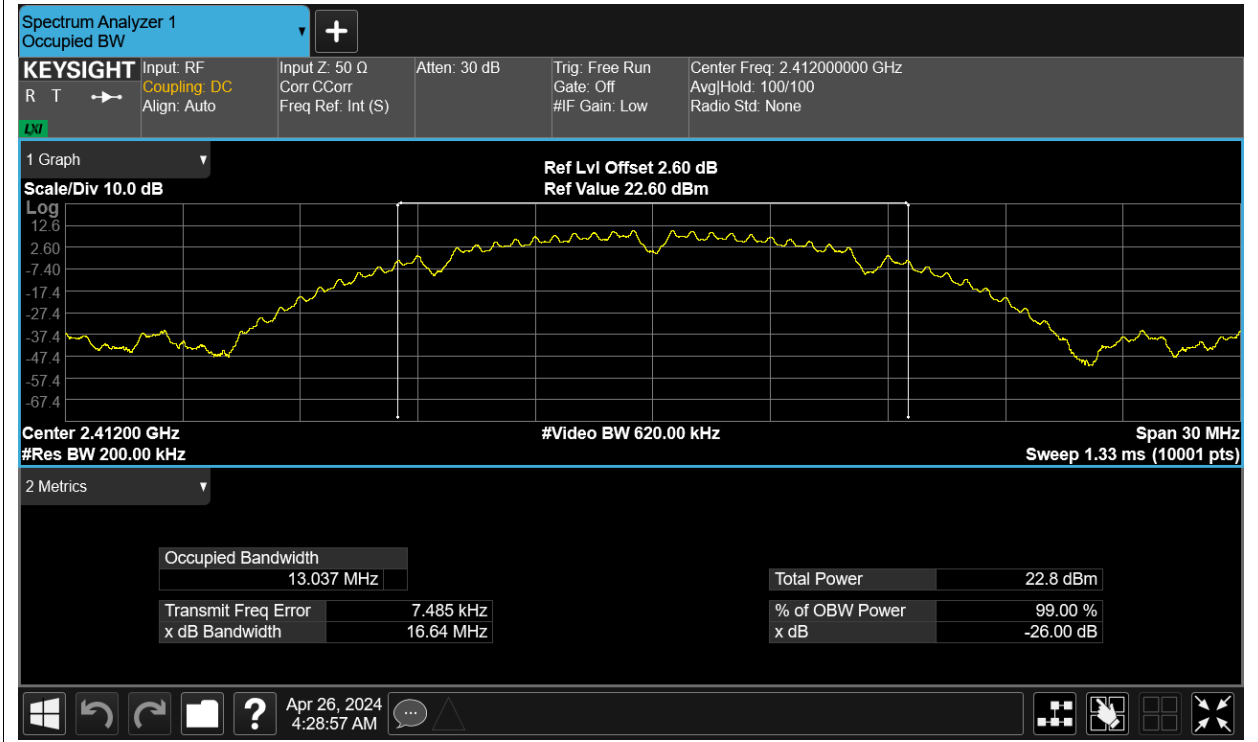 Spectrum Analyzer 1
Occupied BW
KEYSIGHT
R T
LXI
Input: RF
Coupling: DC
Align: Auto
Input Z: 50 Ω
Corr CCorr
Freq Ref: Int (S)
Atten: 30 dB
Trig: Free Run
Gate: Off
#IF Gain: Low
Center Freq: 2.412000000 GHz
Avg|Hold: 100/100
Radio Std: None
1 Graph
Scale/Div 10.0 dB
Ref Lvl Offset 2.60 dB
Ref Value 22.60 dBm
Log
12.6
2.60
-7.40
-17.4
-27.4
-37.4
-47.4
-57.4
-67.4
Center 2.41200 GHz
#Res BW 200.00 kHz
#Video BW 620.00 kHz
Span 30 MHz
Sweep 1.33 ms (10001 pts)
2 Metrics
Occupied Bandwidth
13.037 MHz
Transmit Freq Error 7.485 kHz
x dB Bandwidth 16.64 MHz
Total Power 22.8 dBm
% of OBW Power 99.00 %
x dB -26.00 dB
?
Apr 26, 2024
4:28:57 AM